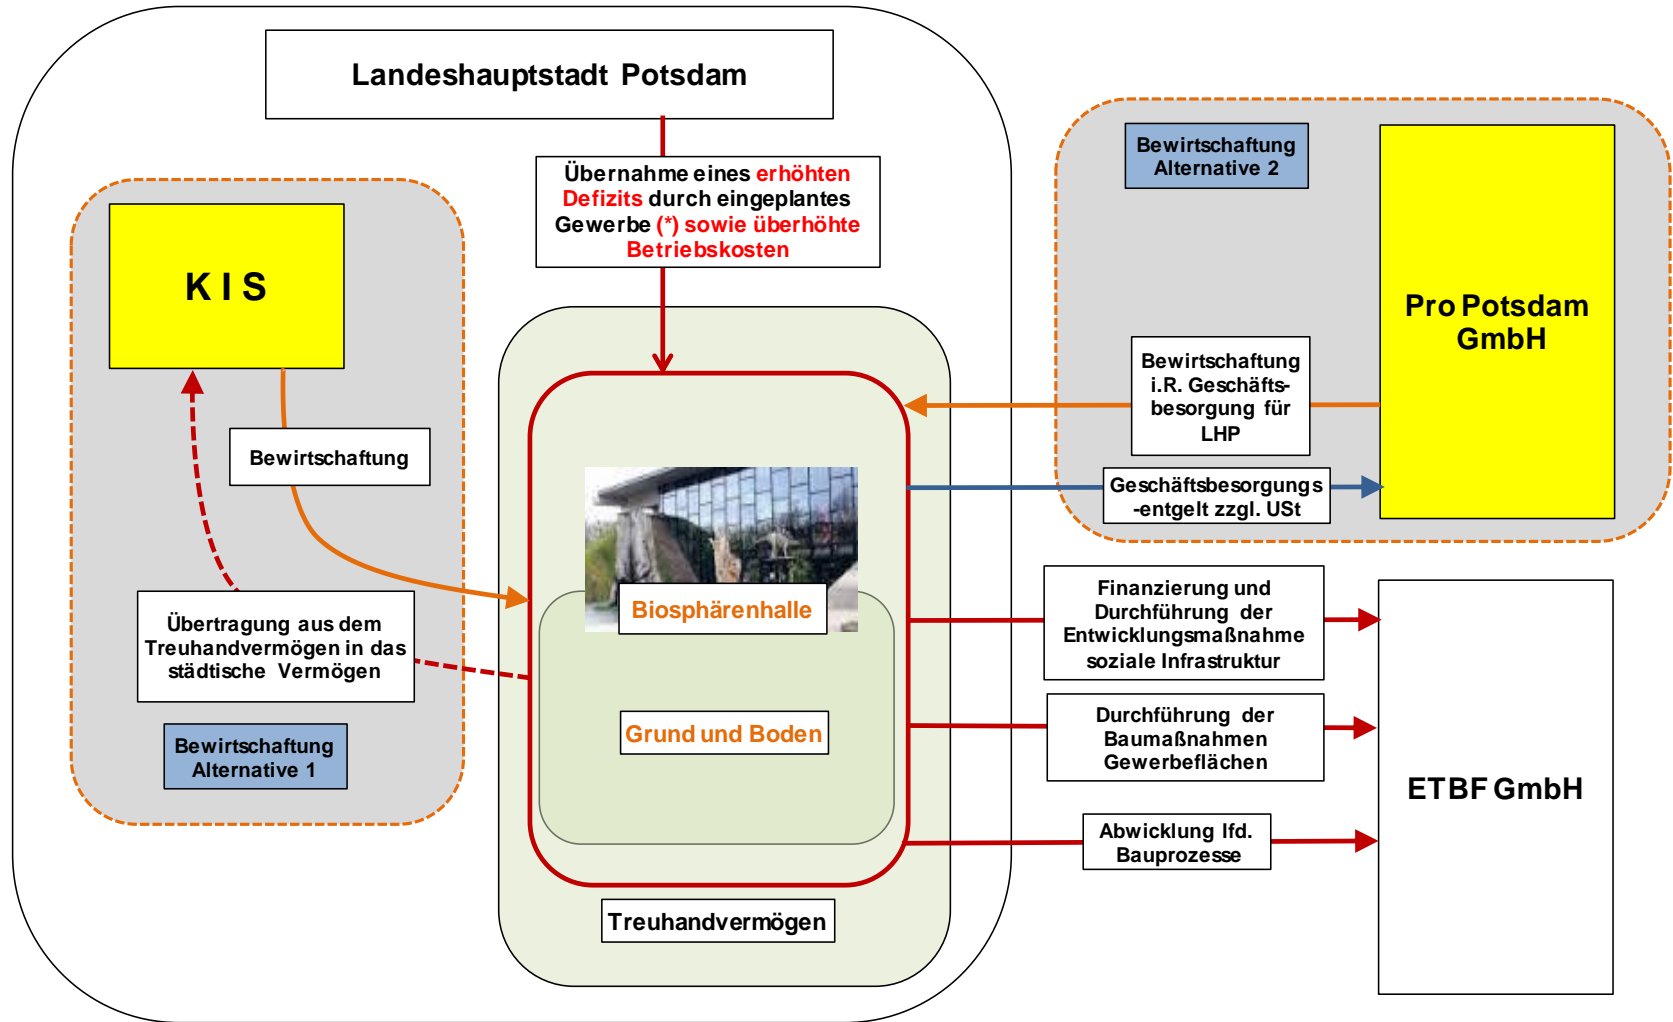 Landeshauptstadt Potsdam
Übernahme eines erhöhten
Defizits durch eingeplantes
Gewerbe (*) sowie überhöhte
Betriebskosten
K I S
Bewirtschaftung
Übertragung aus dem
Treuhandvermögen in das
städtische Vermögen
Bewirtschaftung
Alternative 1
Biosphärenhalle
Grund und Boden
Treuhandvermögen
Bewirtschaftung
Alternative 2
Pro Potsdam
GmbH
Bewirtschaftung
i.R. Geschäfts-
besorgung für
LHP
Geschäftsbesorgungs
-entgelt zzgl. USt
Finanzierung und
Durchführung der
Entwicklungsmaßnahme
soziale Infrastruktur
Durchführung der
Baumaßnahmen
Gewerbeflächen
Abwicklung lfd.
Bauprozesse
ETBF GmbH